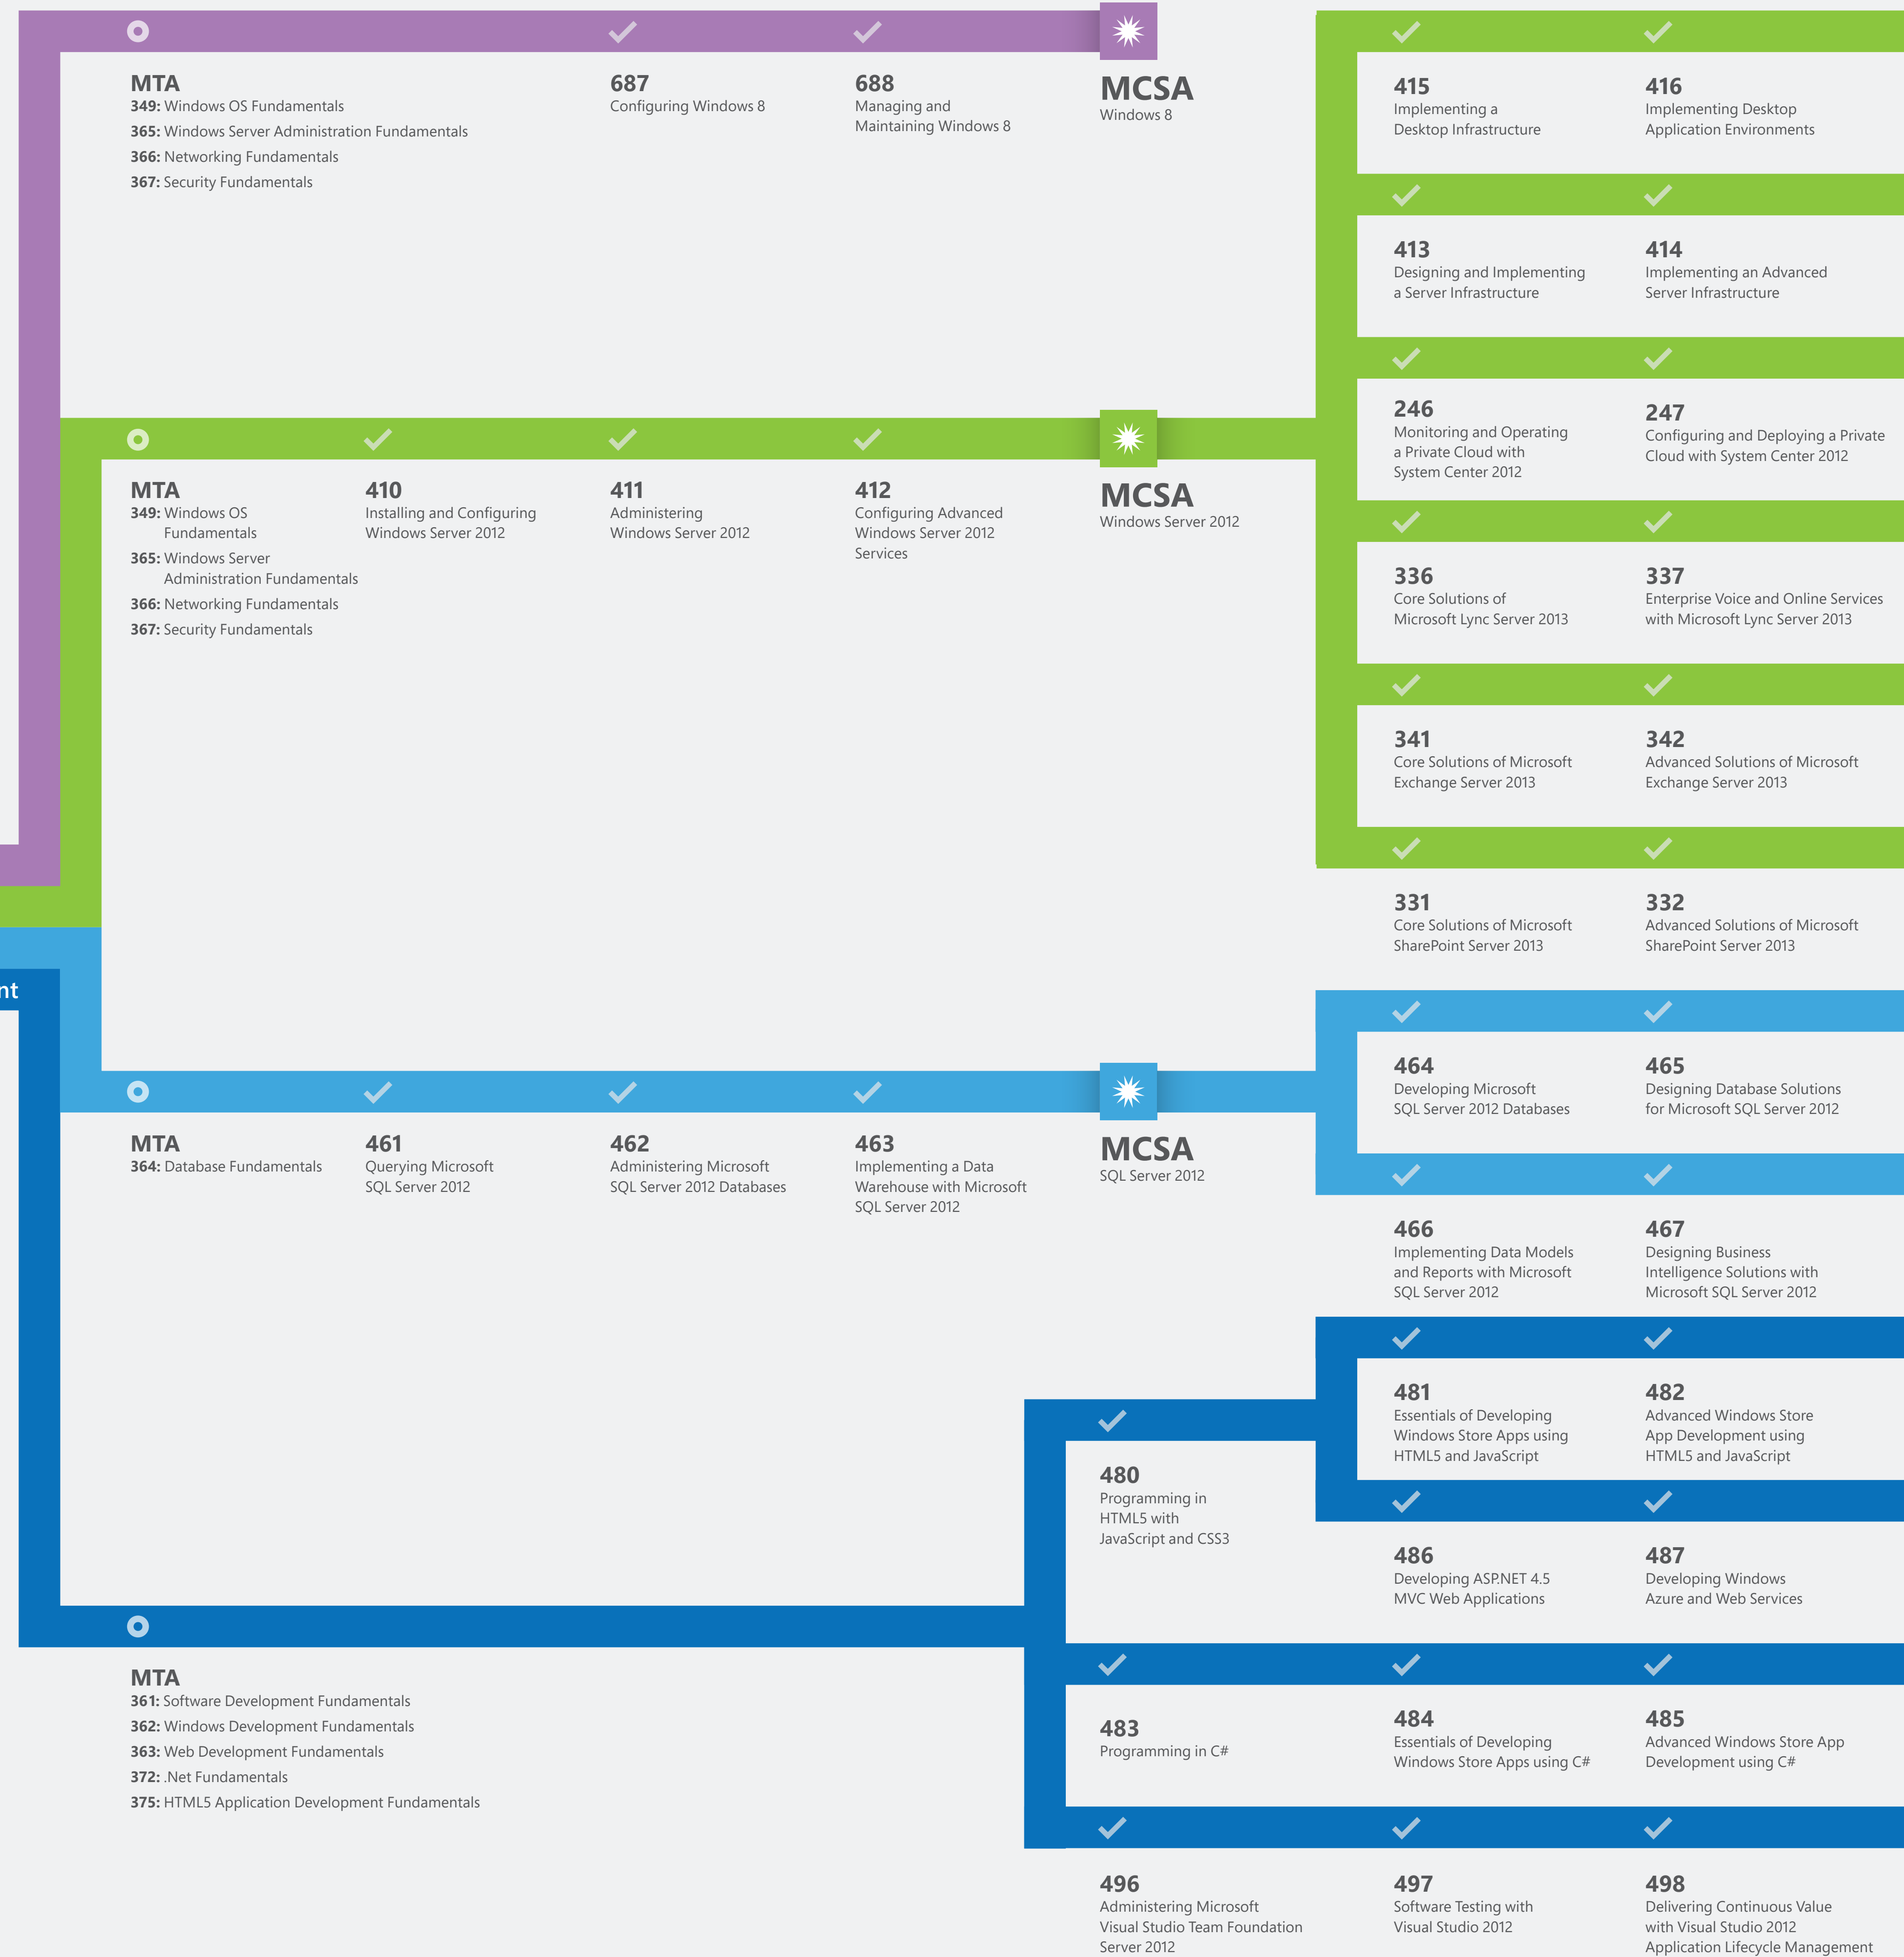 MTA
349: Windows OS Fundamentals
365: Windows Server Administration Fundamentals
366: Networking Fundamentals
367: Security Fundamentals
687
Configuring Windows 8
688
Managing and
Maintaining Windows 8
MCSA
Windows 8
415
Implementing a
Desktop Infrastructure
416
Implementing Desktop
Application Environments
413
Designing and Implementing
a Server Infrastructure
414
Implementing an Advanced
Server Infrastructure
246
Monitoring and Operating
a Private Cloud with
System Center 2012
247
Configuring and Deploying a Private
Cloud with System Center 2012
MTA
349: Windows OS
Fundamentals
365: Windows Server
Administration Fundamentals
366: Networking Fundamentals
367: Security Fundamentals
410
Installing and Configuring
Windows Server 2012
411
Administering
Windows Server 2012
412
Configuring Advanced
Windows Server 2012
Services
MCSA
Windows Server 2012
336
Core Solutions of
Microsoft Lync Server 2013
337
Enterprise Voice and Online Services
with Microsoft Lync Server 2013
341
Core Solutions of Microsoft
Exchange Server 2013
342
Advanced Solutions of Microsoft
Exchange Server 2013
331
Core Solutions of Microsoft
SharePoint Server 2013
332
Advanced Solutions of Microsoft
SharePoint Server 2013
nt
MTA
364: Database Fundamentals
461
Querying Microsoft
SQL Server 2012
462
Administering Microsoft
SQL Server 2012 Databases
463
Implementing a Data
Warehouse with Microsoft
SQL Server 2012
MCSA
SQL Server 2012
464
Developing Microsoft
SQL Server 2012 Databases
465
Designing Database Solutions
for Microsoft SQL Server 2012
466
Implementing Data Models
and Reports with Microsoft
SQL Server 2012
467
Designing Business
Intelligence Solutions with
Microsoft SQL Server 2012
480
Programming in
HTML5 with
JavaScript and CSS3
481
Essentials of Developing
Windows Store Apps using
HTML5 and JavaScript
482
Advanced Windows Store
App Development using
HTML5 and JavaScript
486
Developing ASP.NET 4.5
MVC Web Applications
487
Developing Windows
Azure and Web Services
MTA
361: Software Development Fundamentals
362: Windows Development Fundamentals
363: Web Development Fundamentals
372: .Net Fundamentals
375: HTML5 Application Development Fundamentals
483
Programming in C#
484
Essentials of Developing
Windows Store Apps using C#
485
Advanced Windows Store App
Development using C#
496
Administering Microsoft
Visual Studio Team Foundation
Server 2012
497
Software Testing with
Visual Studio 2012
498
Delivering Continuous Value
with Visual Studio 2012
Application Lifecycle Management